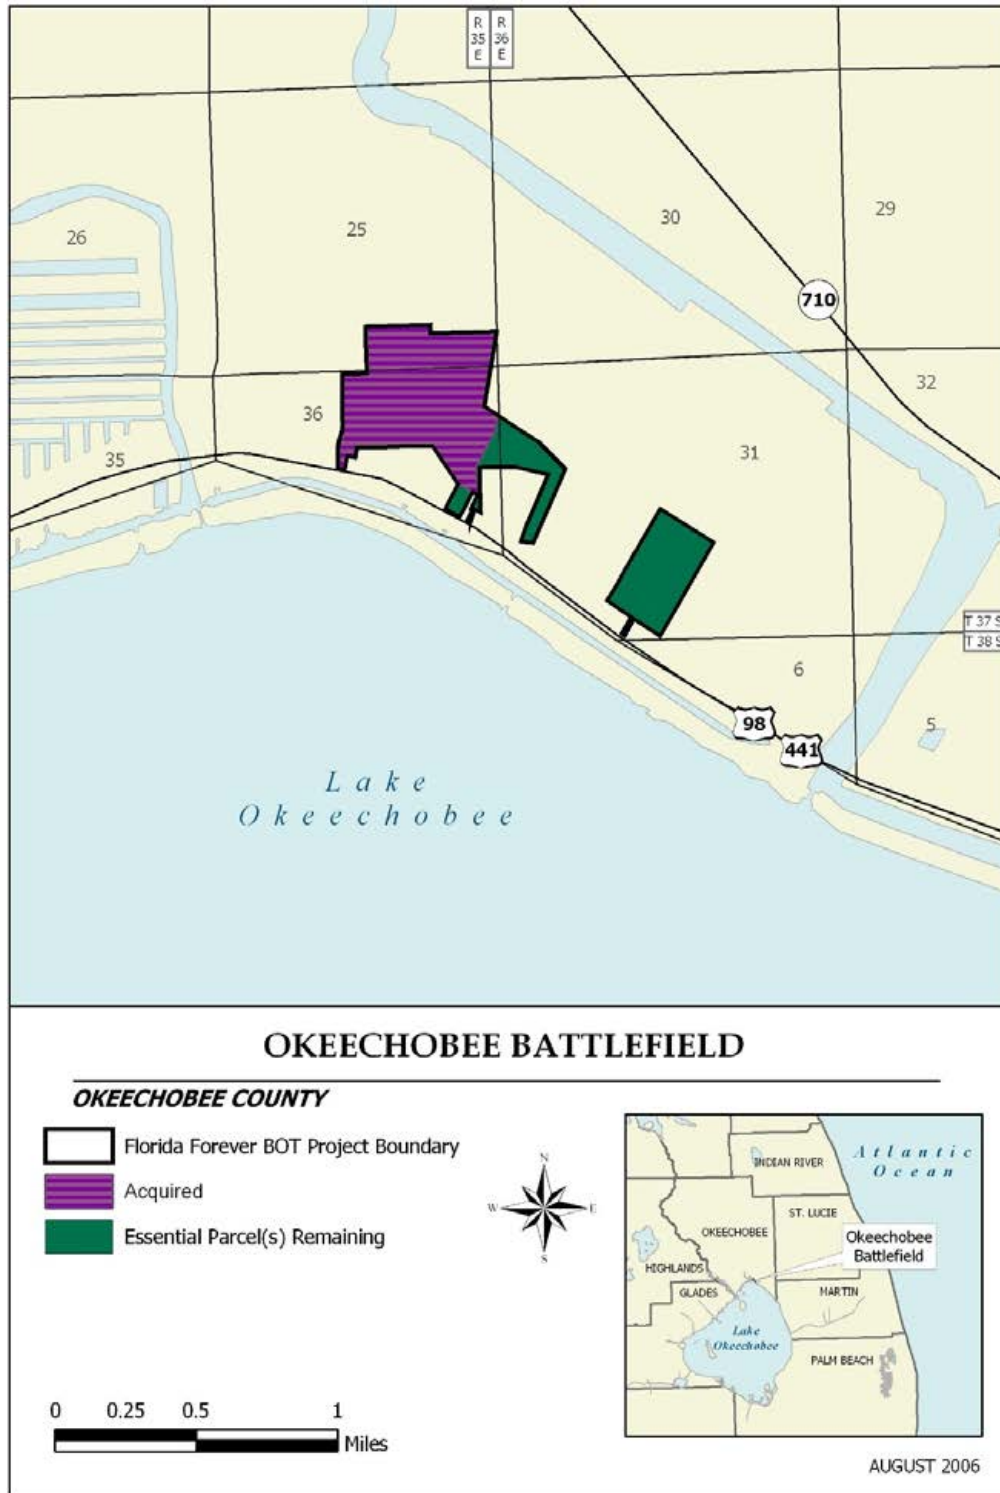 R
35
E
R
36
E
29
30
25
26
710
32
36
31
35
T 37 S
T 38 S
6
98
5
441
Lake
Okeechobee
OKEECHOBEE BATTLEFIELD
OKEECHOBEE COUNTY
Florida Forever BOT Project Boundary
Acquired
Essential Parcel(s) Remaining
N
W
E
S
0 0.25 0.5 1
Miles
Atlantic
Ocean
INDIAN RIVER
ST. LUCIE
OKEECHOBEE
Okeechobee
Battlefield
HIGHLANDS
GLADES
MARTIN
Lake
Okeechobee
PALM BEACH
AUGUST 2006